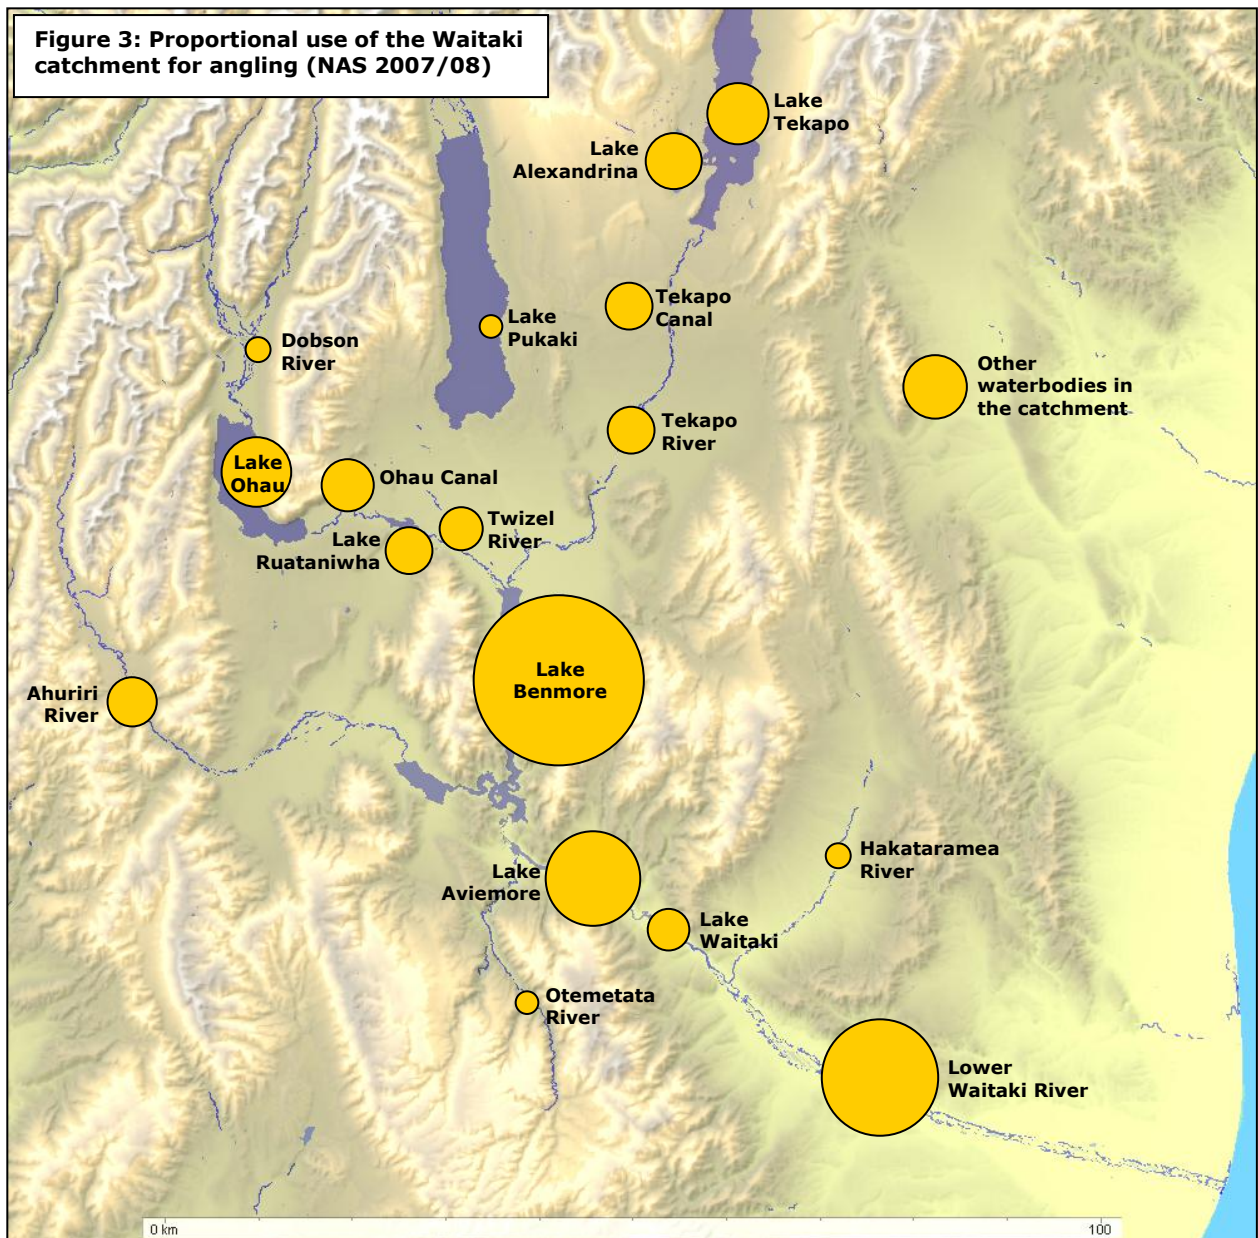 Figure 3: Proportional use of the Waitaki
catchment for angling (NAS 2007/08)
Lake
Tekapo
Lake
Alexandrina
Tekapo
Canal
Lake
Pukaki
Dobson
River
Other
waterbodies in
the catchment
Tekapo
River
Lake
Ohau
Ohau Canal
Twizel
River
Lake
Ruataniwha
Lake
Benmore
Ahuriri
River
Hakataramea
River
Lake
Aviemore
Lake
Waitaki
Otemetata
River
Lower
Waitaki River
0 km
100